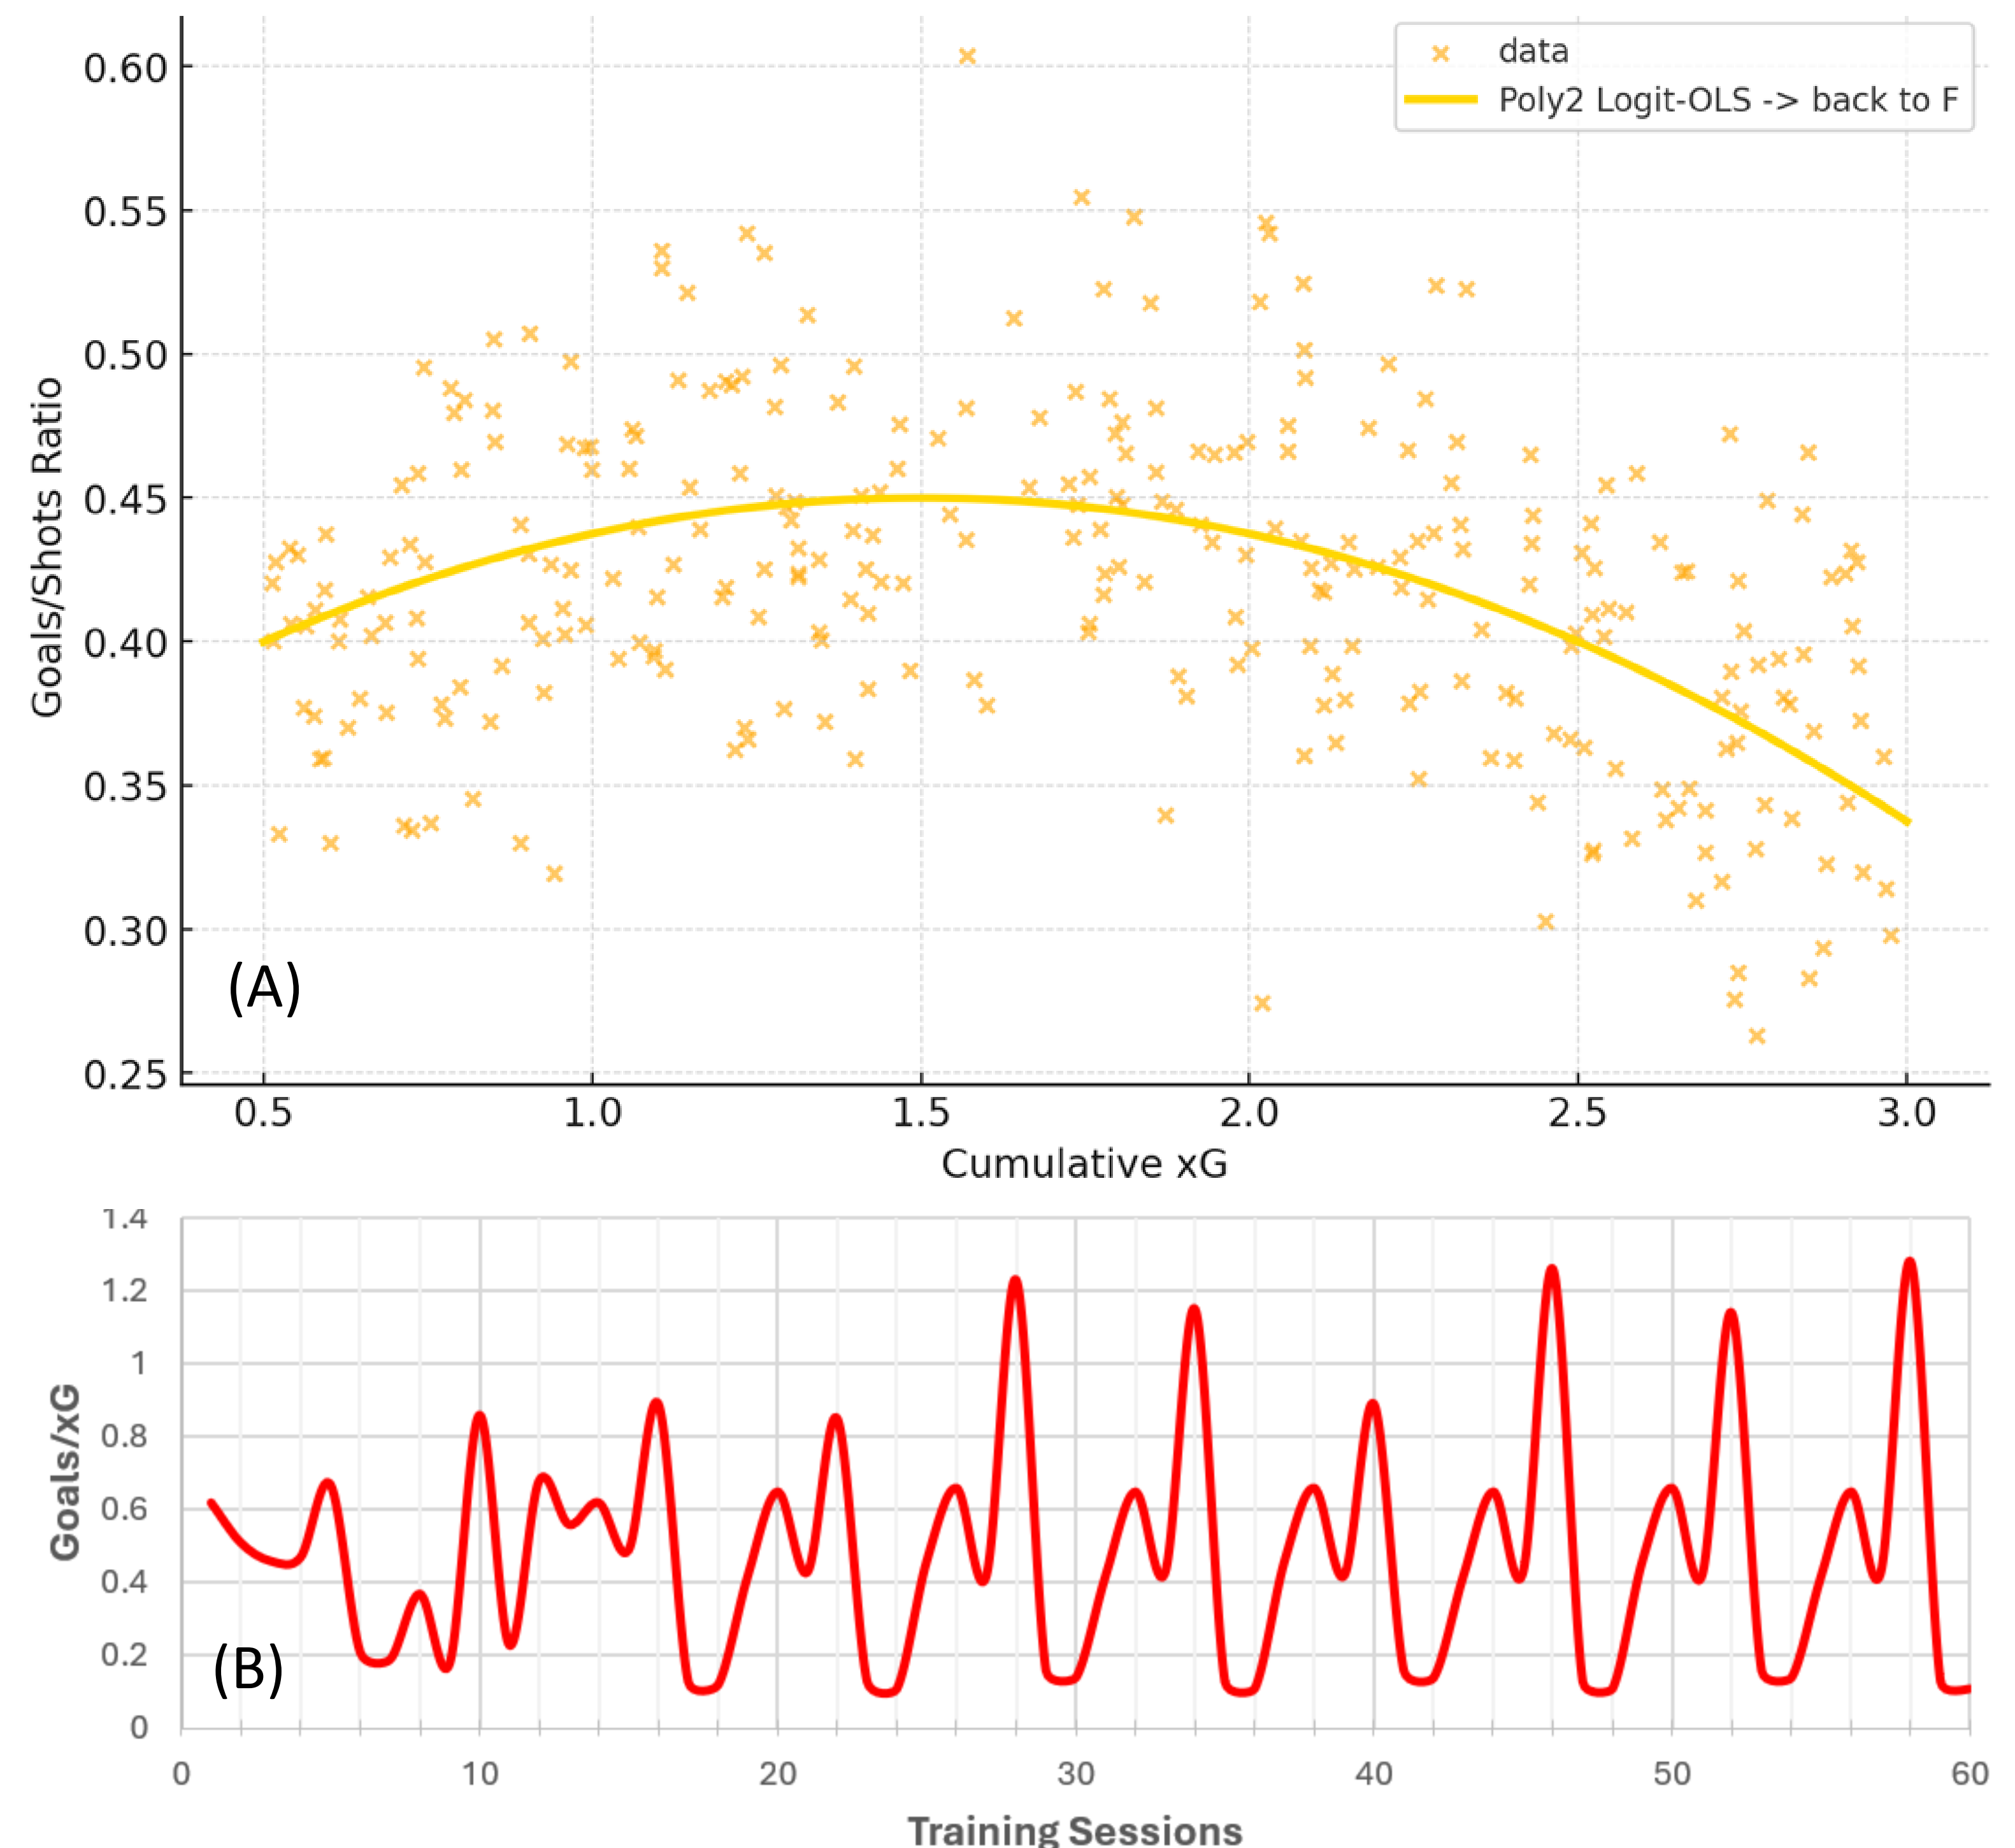 0.60
0.55
0.50
0.45
0.40
0.35
0.30
0.25
Goals/Shots Ratio
data
Poly2 Logit-OLS -> back to F
(A)
0.5 1.0 1.5 2.0 2.5 3.0
Cumulative xG
1.4
1.2
1
0.8
0.6
0.4
0.2
0
Goals/xG
(B)
0 10 20 30 40 50 60
Training Sessions